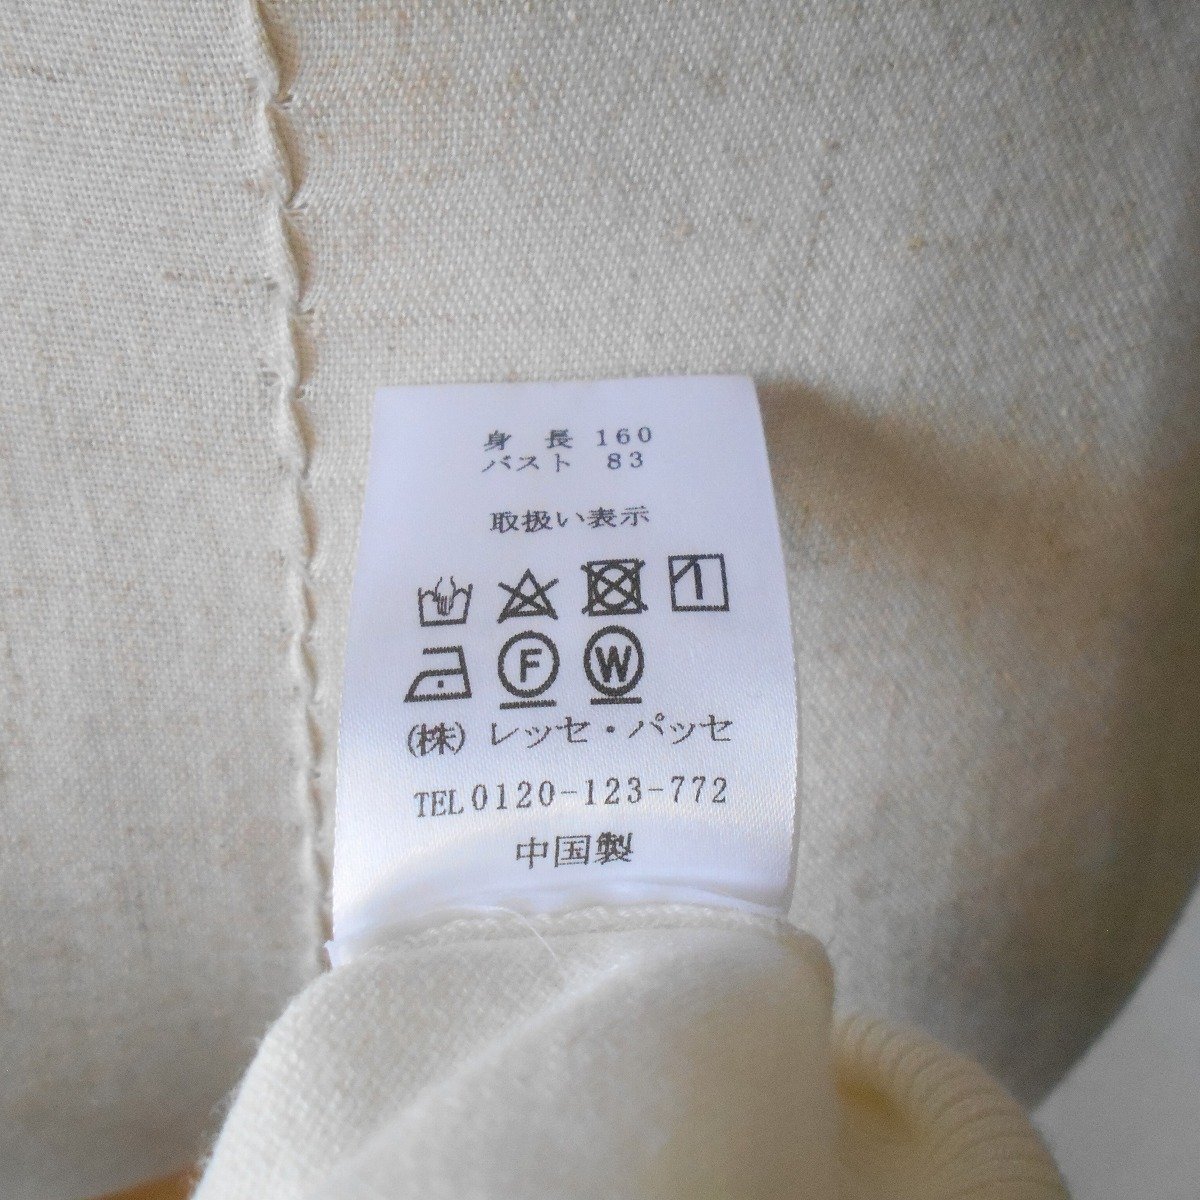 身 長 160
バスト 83
取扱い表示
F W
(株) レッセ・パッセ
TEL 0120-123-772
中国製